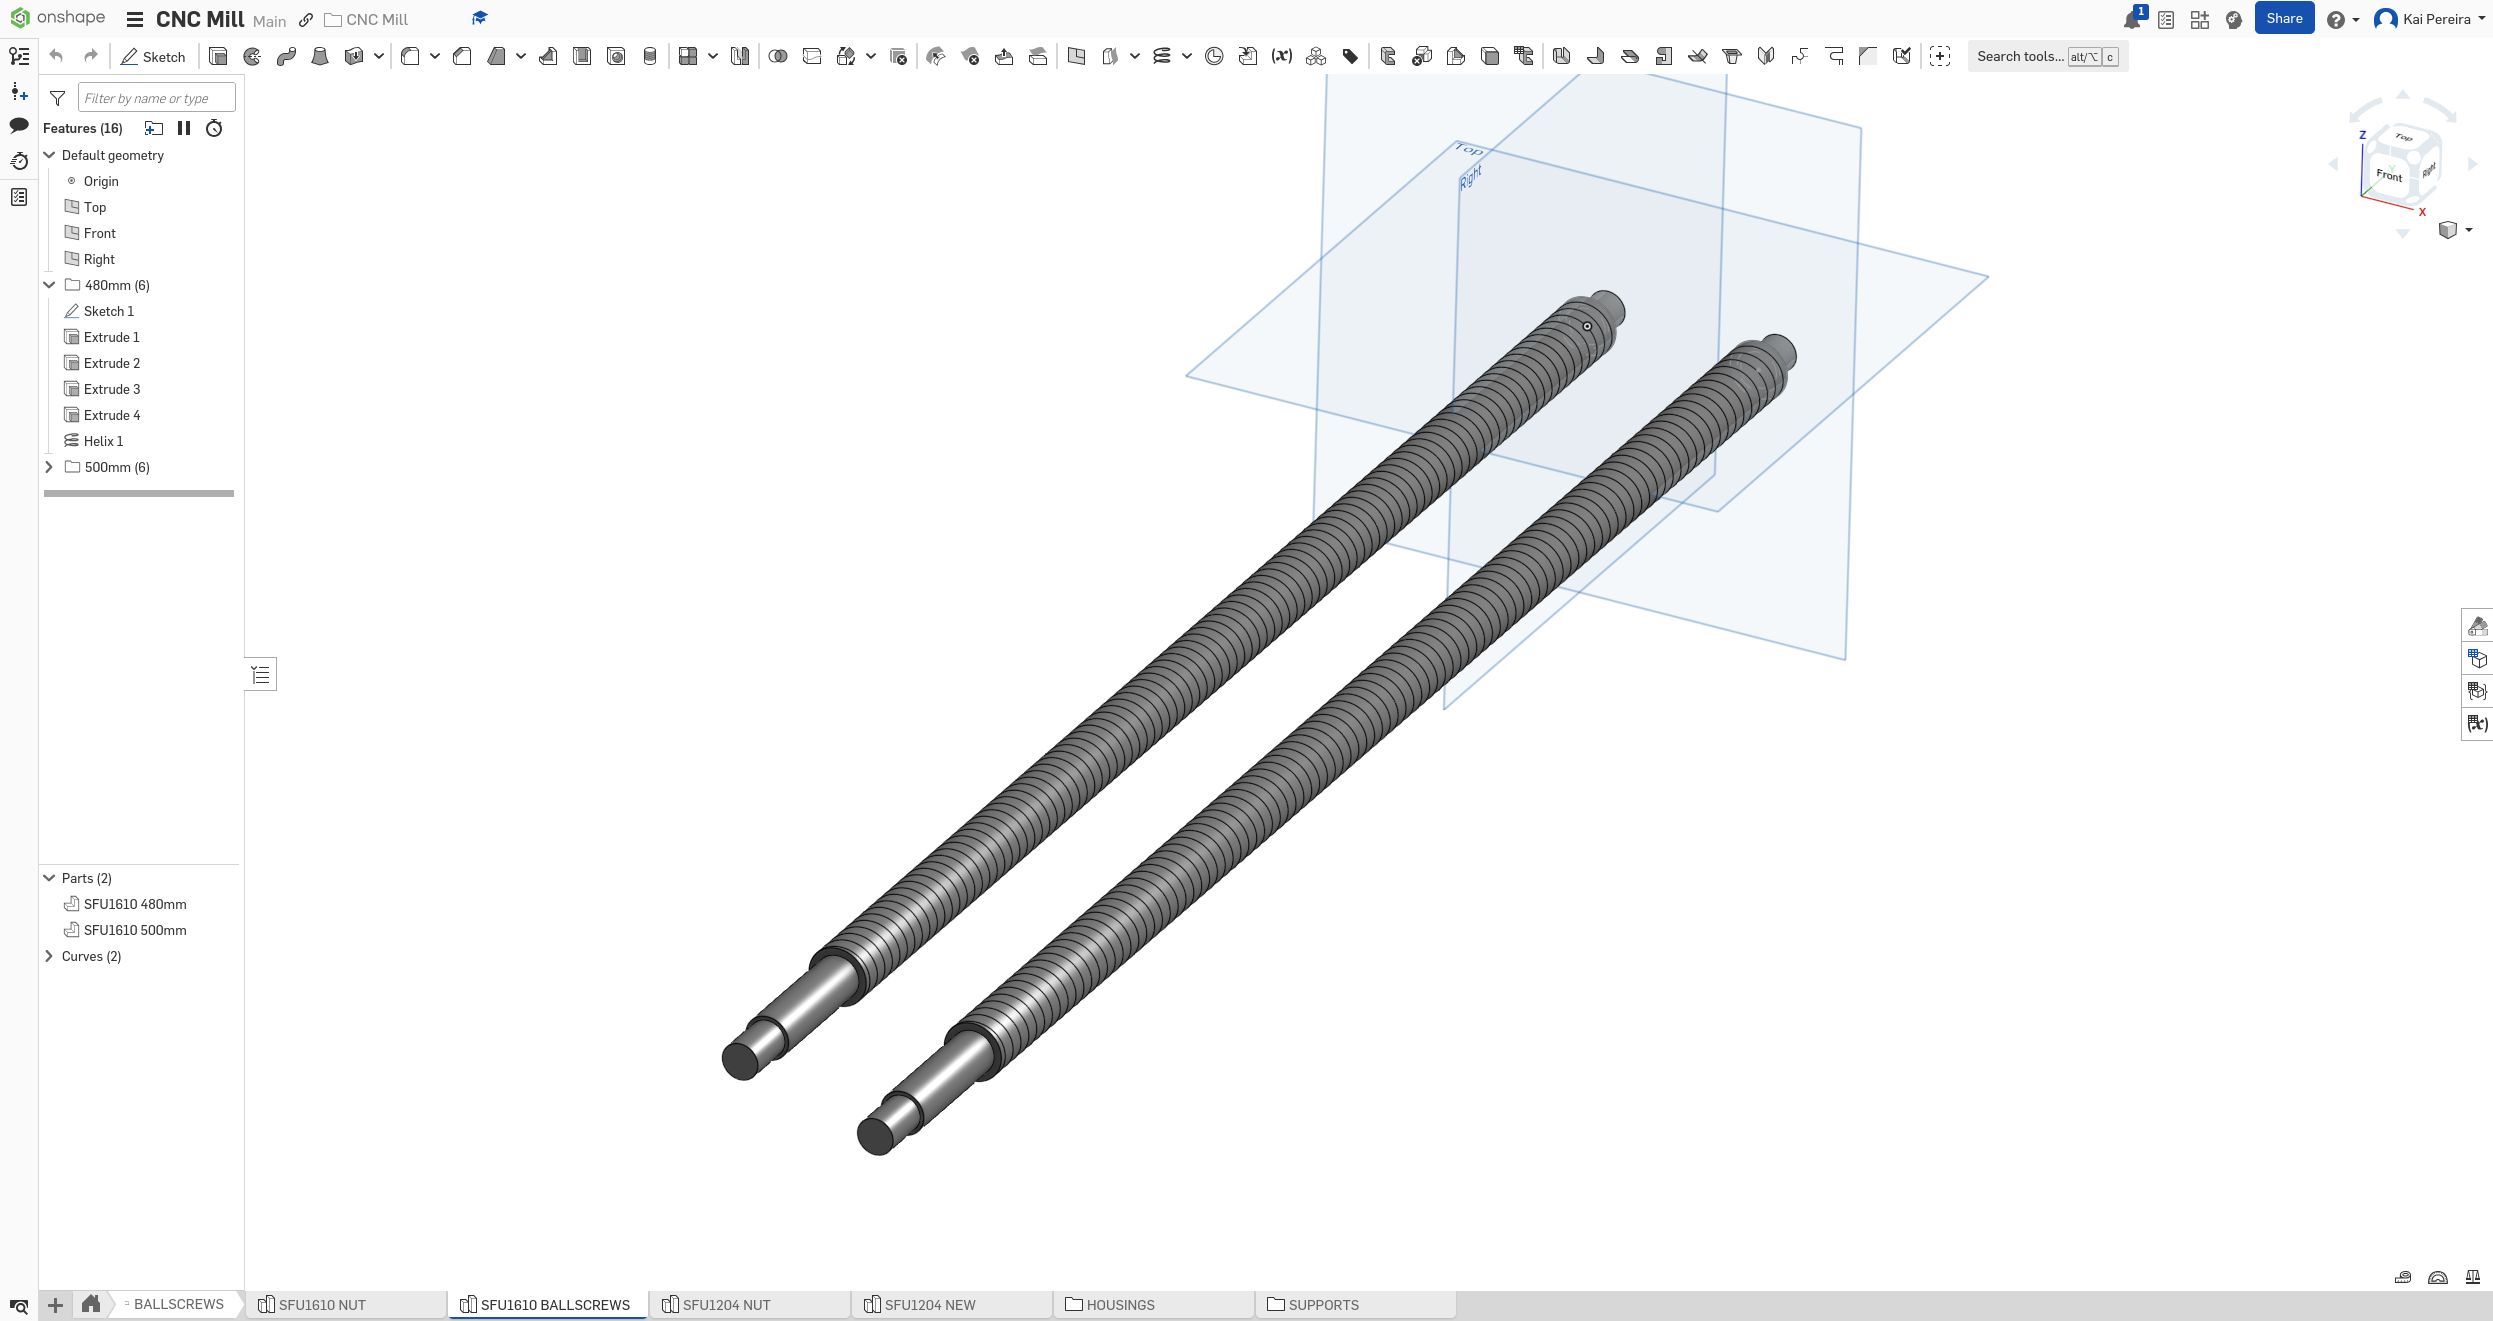 onshape CNC Mill Main CNC Mill 1 Share Kai Pereira
Sketch Search tools... alt/⌥ c
Filter by name or type
Features (16)
Default geometry
Origin
Top
Front
Right
480mm (6)
Sketch 1
Extrude 1
Extrude 2
Extrude 3
Extrude 4
Helix 1
500mm (6)
Top
Right
Z
Top
Front
Right
Y
X
Parts (2)
SFU1610 480mm
SFU1610 500mm
Curves (2)
BALLSCREWS SFU1610 NUT SFU1610 BALLSCREWS SFU1204 NUT SFU1204 NEW HOUSINGS SUPPORTS